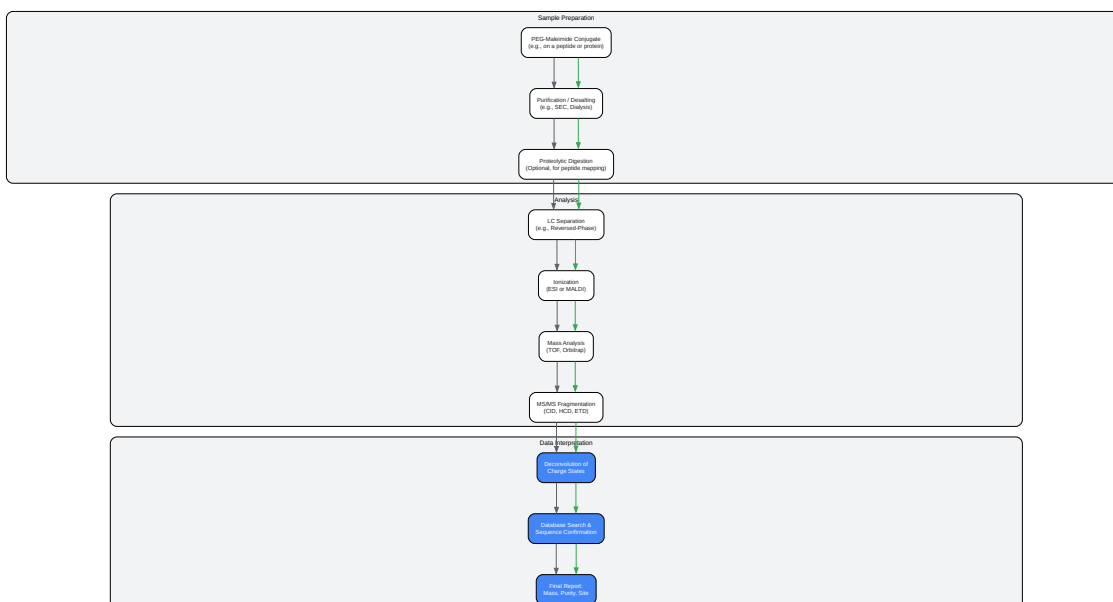 Sample Preparation
PEG-Maleimide Conjugate
(e.g., on a peptide or protein)
Purification / Desalting
(e.g., SEC, Dialysis)
Proteolytic Digestion
(Optional, for peptide mapping)
Analysis
LC Separation
(e.g., Reversed-Phase)
Ionization
(ESI or MALDI)
Mass Analysis
(TOF, Orbitrap)
MS/MS Fragmentation
(CID, HCD, ETD)
Data Interpretation
Deconvolution of
Charge States
Database Search &
Sequence Confirmation
Final Report:
Mass, Purity, Site